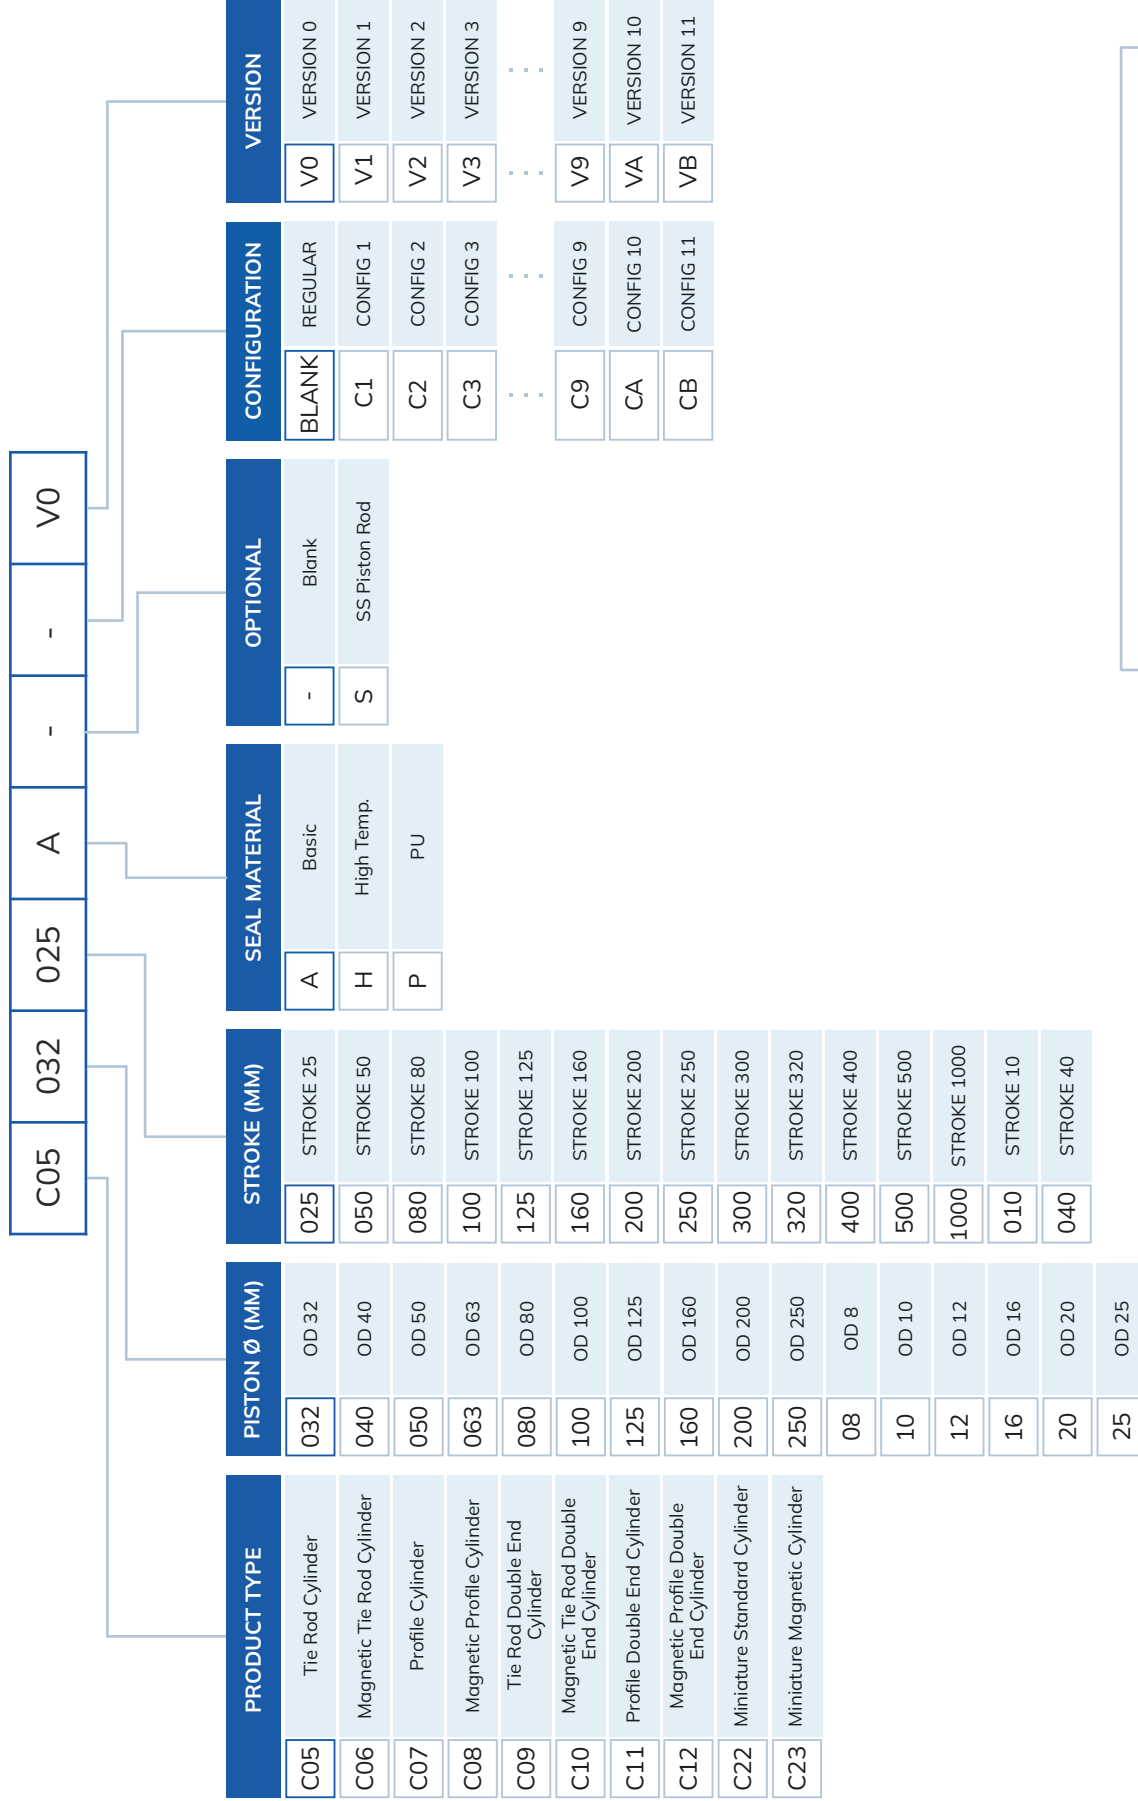 C05 032 025 A - - V0
PRODUCT TYPE
C05 Tie Rod Cylinder
C06 Magnetic Tie Rod Cylinder
C07 Profile Cylinder
C08 Magnetic Profile Cylinder
C09 Tie Rod Double End
Cylinder
C10 Magnetic Tie Rod Double
End Cylinder
C11 Profile Double End Cylinder
C12 Magnetic Profile Double
End Cylinder
C22 Miniature Standard Cylinder
C23 Miniature Magnetic Cylinder
PISTON Ø (MM)
032 OD 32
040 OD 40
050 OD 50
063 OD 63
080 OD 80
100 OD 100
125 OD 125
160 OD 160
200 OD 200
250 OD 250
08 OD 8
10 OD 10
12 OD 12
16 OD 16
20 OD 20
25 OD 25
STROKE (MM)
025 STROKE 25
050 STROKE 50
080 STROKE 80
100 STROKE 100
125 STROKE 125
160 STROKE 160
200 STROKE 200
250 STROKE 250
300 STROKE 300
320 STROKE 320
400 STROKE 400
500 STROKE 500
1000 STROKE 1000
010 STROKE 10
040 STROKE 40
SEAL MATERIAL
A Basic
H High Temp.
P PU
OPTIONAL
- Blank
S SS Piston Rod
CONFIGURATION
BLANK REGULAR
C1 CONFIG 1
C2 CONFIG 2
C3 CONFIG 3
... ...
C9 CONFIG 9
CA CONFIG 10
CB CONFIG 11
VERSION
V0 VERSION 0
V1 VERSION 1
V2 VERSION 2
V3 VERSION 3
... ...
V9 VERSION 9
VA VERSION 10
VB VERSION 11